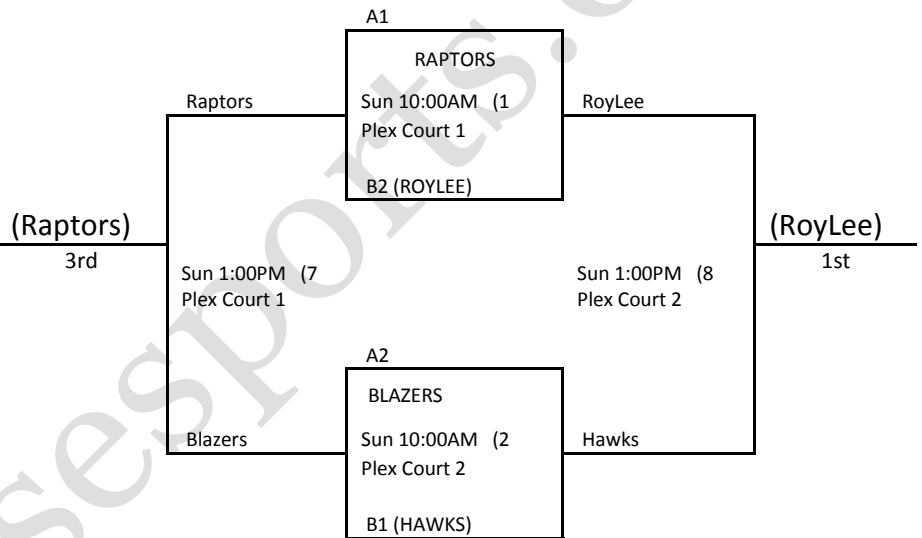 A1
RAPTORS
Raptors
Sun 10:00AM (1
RoyLee
Plex Court 1
B2 (ROYLEE)
(Raptors)
(RoyLee)
3rd
1st
Sun 1:00PM (7
Plex Court 1
Sun 1:00PM (8
Plex Court 2
A2
BLAZERS
Blazers
Sun 10:00AM (2
Hawks
Plex Court 2
B1 (HAWKS)
sesports.